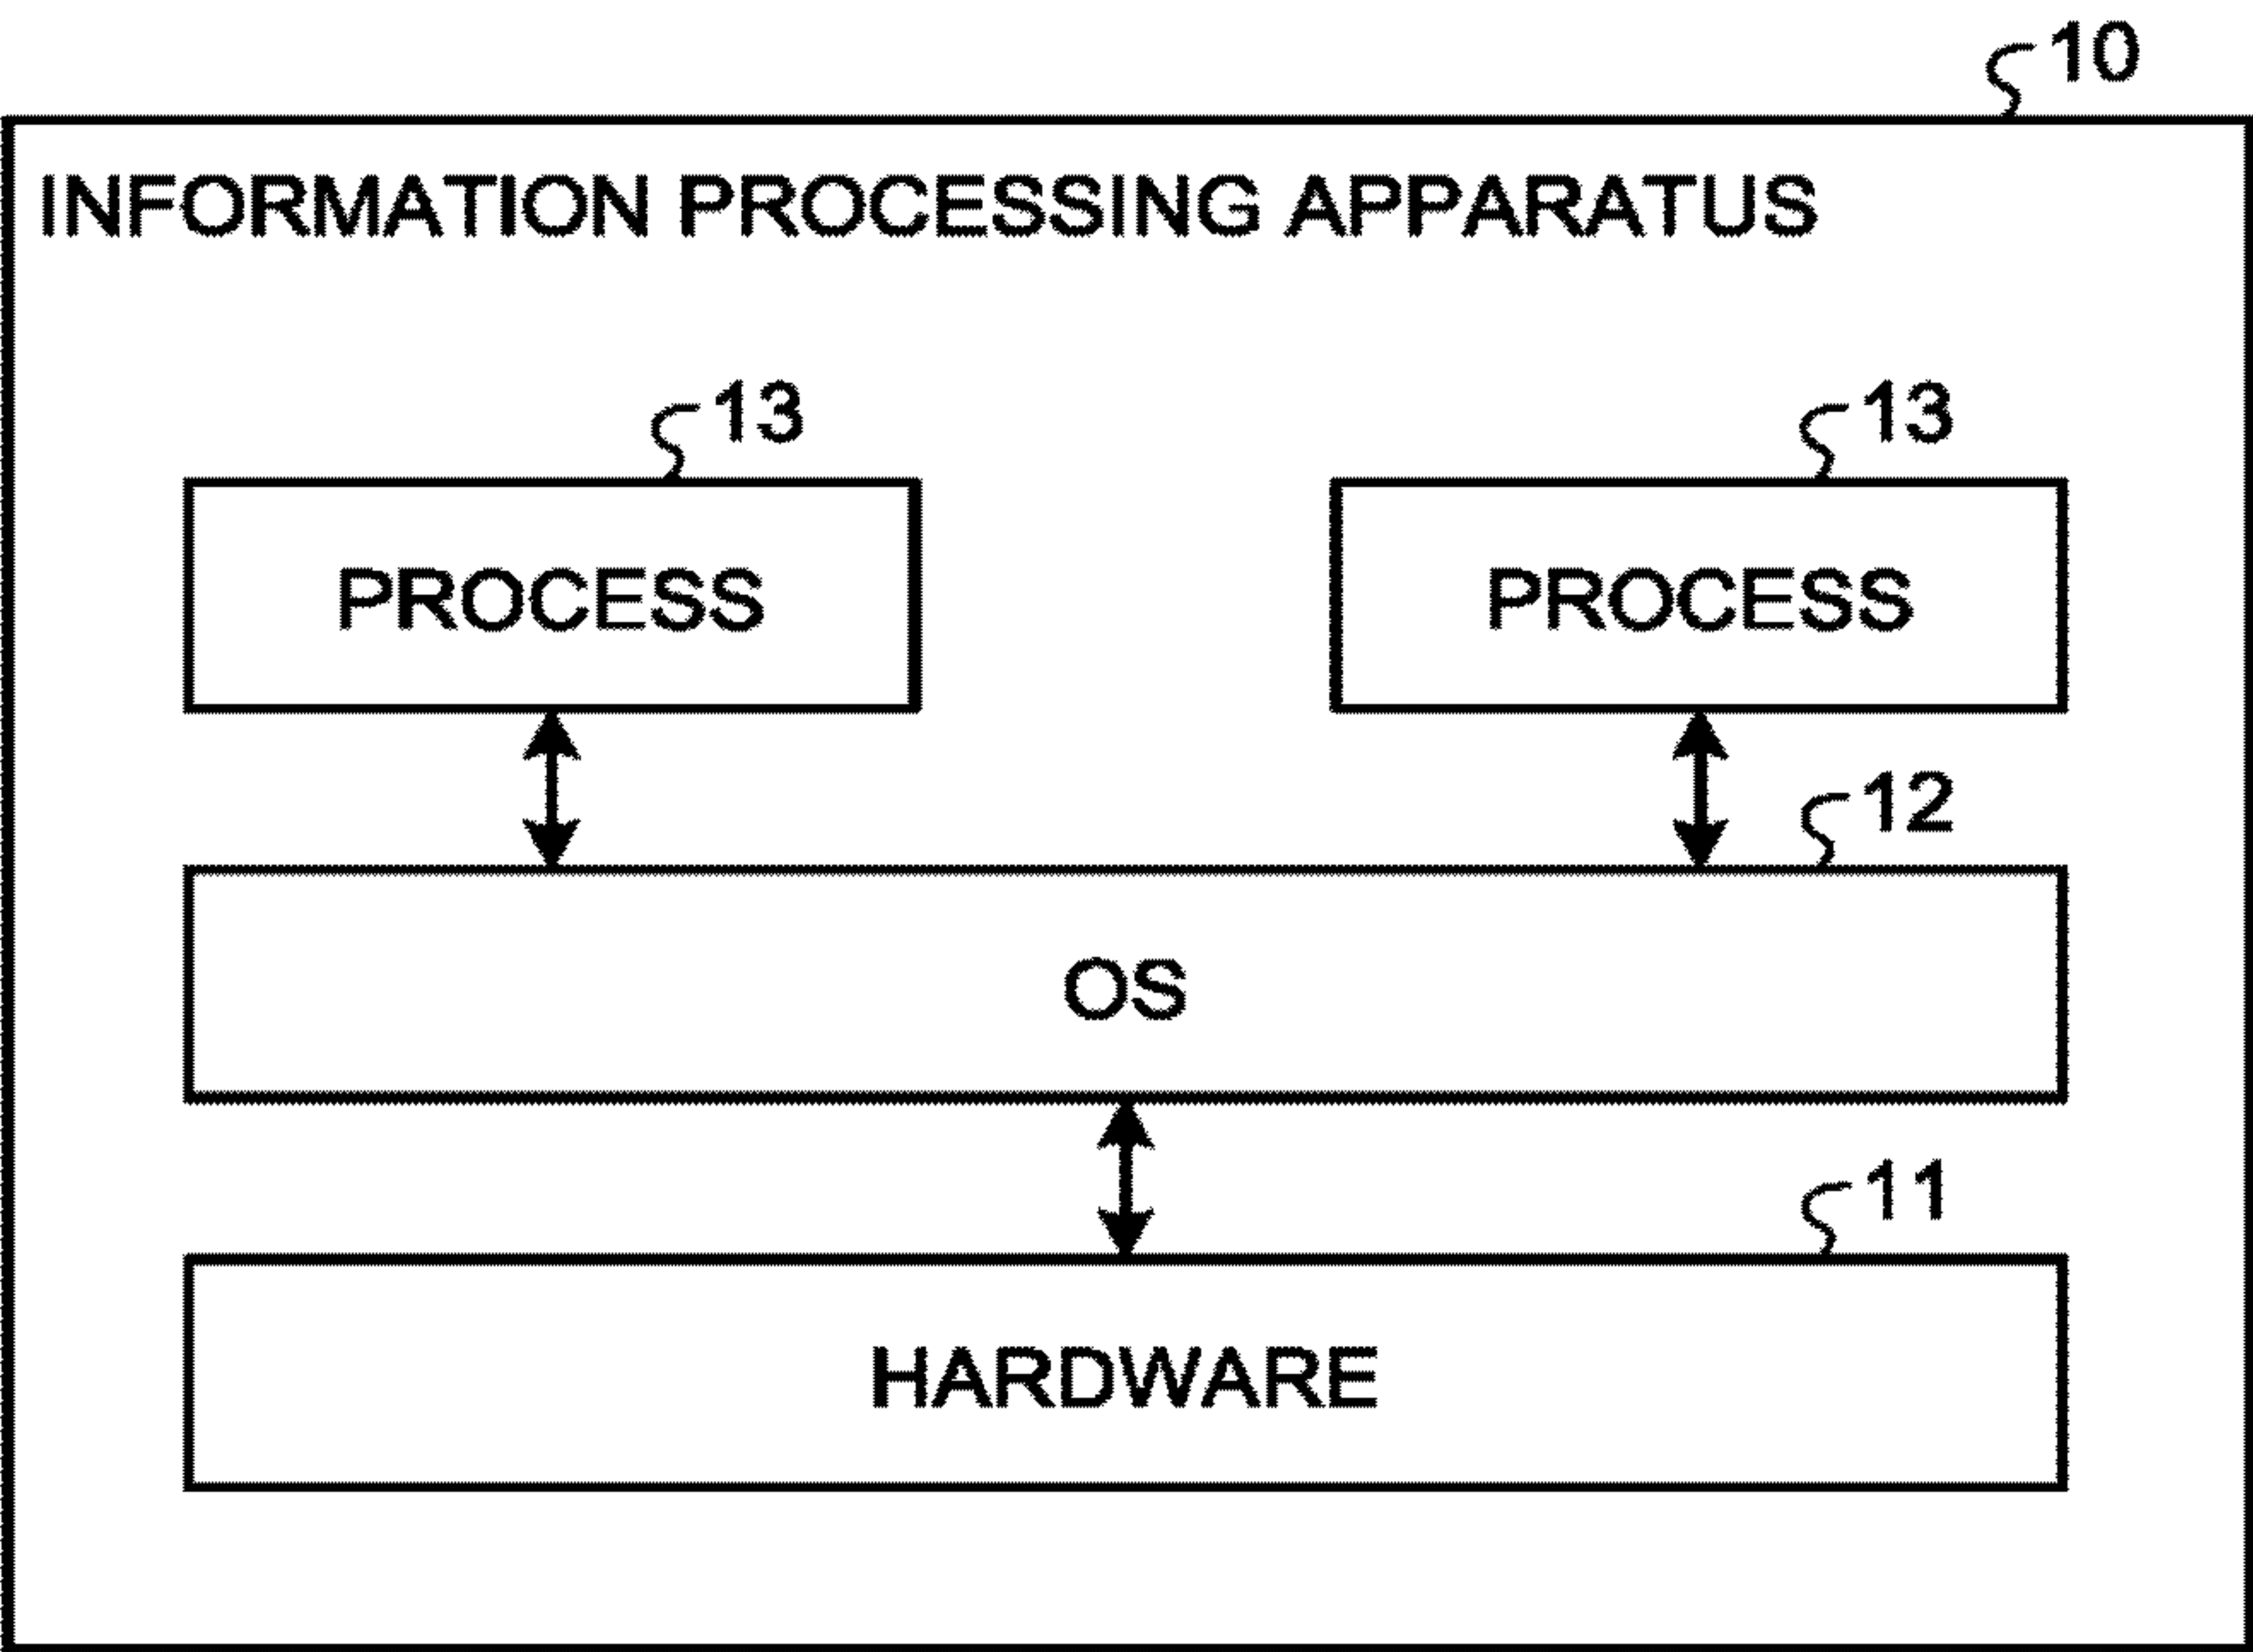 10
INFORMATION PROCESSING APPARATUS
13 13
PROCESS PROCESS
12
OS
11
HARDWARE